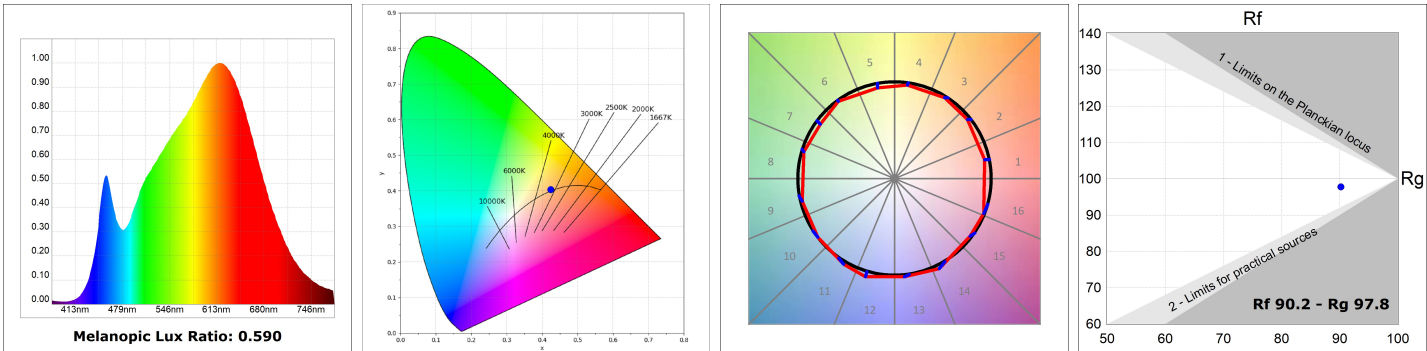 1.00
0.90
0.80
0.70
0.60
0.50
0.40
0.30
0.20
0.10
0.00
413nm 479nm 546nm 613nm 680nm 746nm
Melanopic Lux Ratio: 0.590
0.9
0.8
0.7
0.6
0.5
0.4
0.3
0.2
0.1
0.0
y
0.0 0.1 0.2 0.3 0.4 0.5 0.6 0.7 0.8
x
10000K
6000K
4000K
3000K
2500K
2000K
1667K
1
2
3
4
5
6
7
8
9
10
11
12
13
14
15
16
Rf
140
130
120
110
100
90
80
70
60
50 60 70 80 90 100
Rg
1 - Limits on the Planckian locus
2 - Limits for practical sources
Rf 90.2 - Rg 97.8